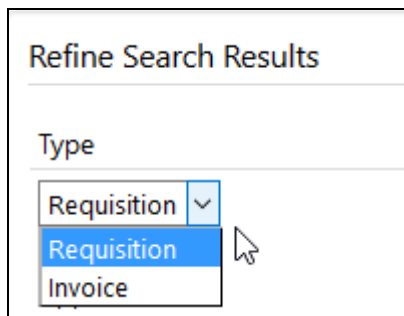 Refine Search Results
Type
Requisition
Requisition
Invoice